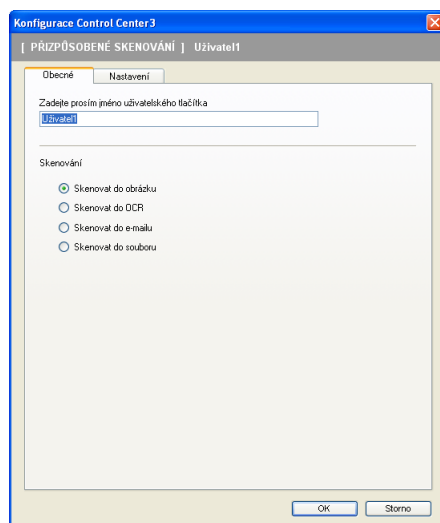 Konfigurace Control Center3
[ PŘIZPŮSOBENÉ SKENOVÁNÍ ] Uživatel1
Obecné Nastavení
Zadejte prosím jméno uživatelského tlačítka
Uživatel1
Skenování
Skenovat do obrázku
Skenovat do OCR
Skenovat do e-mailu
Skenovat do souboru
OK Storno